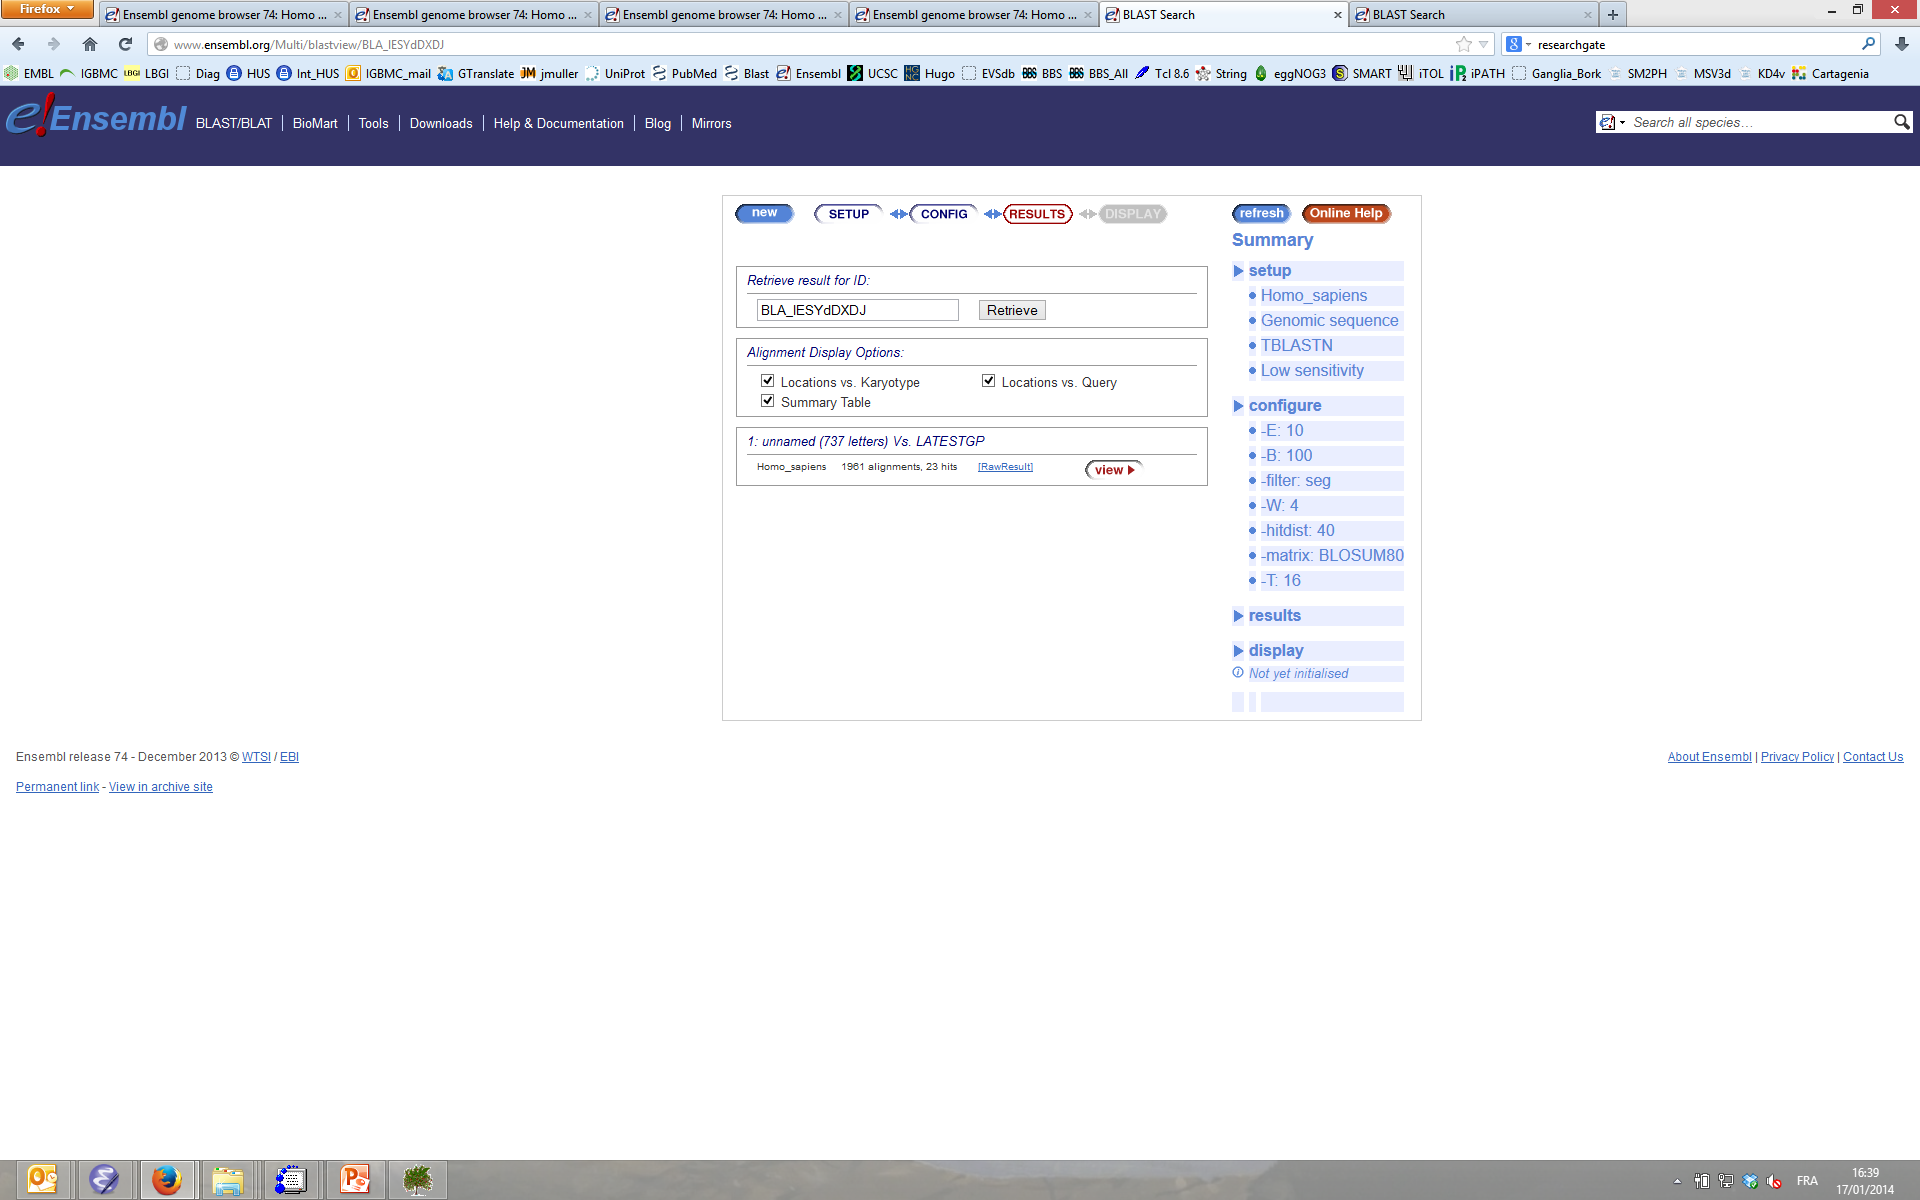 Firefox
Ensembl genome browser 74: Homo ...
Ensembl genome browser 74: Homo ...
Ensembl genome browser 74: Homo ...
Ensembl genome browser 74: Homo ...
BLAST Search
BLAST Search
www.ensembl.org/Multi/blastview/BLA_IESYdDXDJ
researchgate
EMBL IGBMC LBGI LBGI Diag HUS Int_HUS IGBMC_mail GTranslate JM jmuller UniProt PubMed Blast Ensembl UCSC Hugo EVSdb BBS BBS_All Tcl 8.6 String eggNOG3 SMART iTOL iPATH Ganglia_Bork SM2PH MSV3d KD4v Cartagenia
e!Ensembl BLAST/BLAT | BioMart | Tools | Downloads | Help & Documentation | Blog | Mirrors
Search all species...
new SETUP CONFIG RESULTS DISPLAY
refresh Online Help
Summary
Retrieve result for ID:
BLA_IESYdDXDJ Retrieve
Alignment Display Options:
Locations vs. Karyotype Locations vs. Query
Summary Table
1: unnamed (737 letters) Vs. LATESTGP
Homo_sapiens 1961 alignments, 23 hits [RawResult] view
setup
Homo_sapiens
Genomic sequence
TBLASTN
Low sensitivity
configure
-E: 10
-B: 100
-filter: seg
-W: 4
-hitdist: 40
-matrix: BLOSUM80
-T: 16
results
display
Not yet initialised
Ensembl release 74 - December 2013 © WTSI / EBI
About Ensembl | Privacy Policy | Contact Us
Permanent link - View in archive site
FRA
16:39
17/01/2014